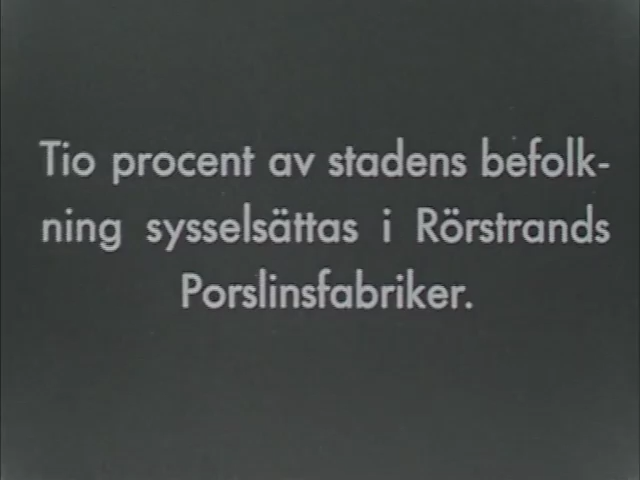 Tio procent av stadens befolk-
ning sysselsättas i Rörstrands
Porslinsfabriker.